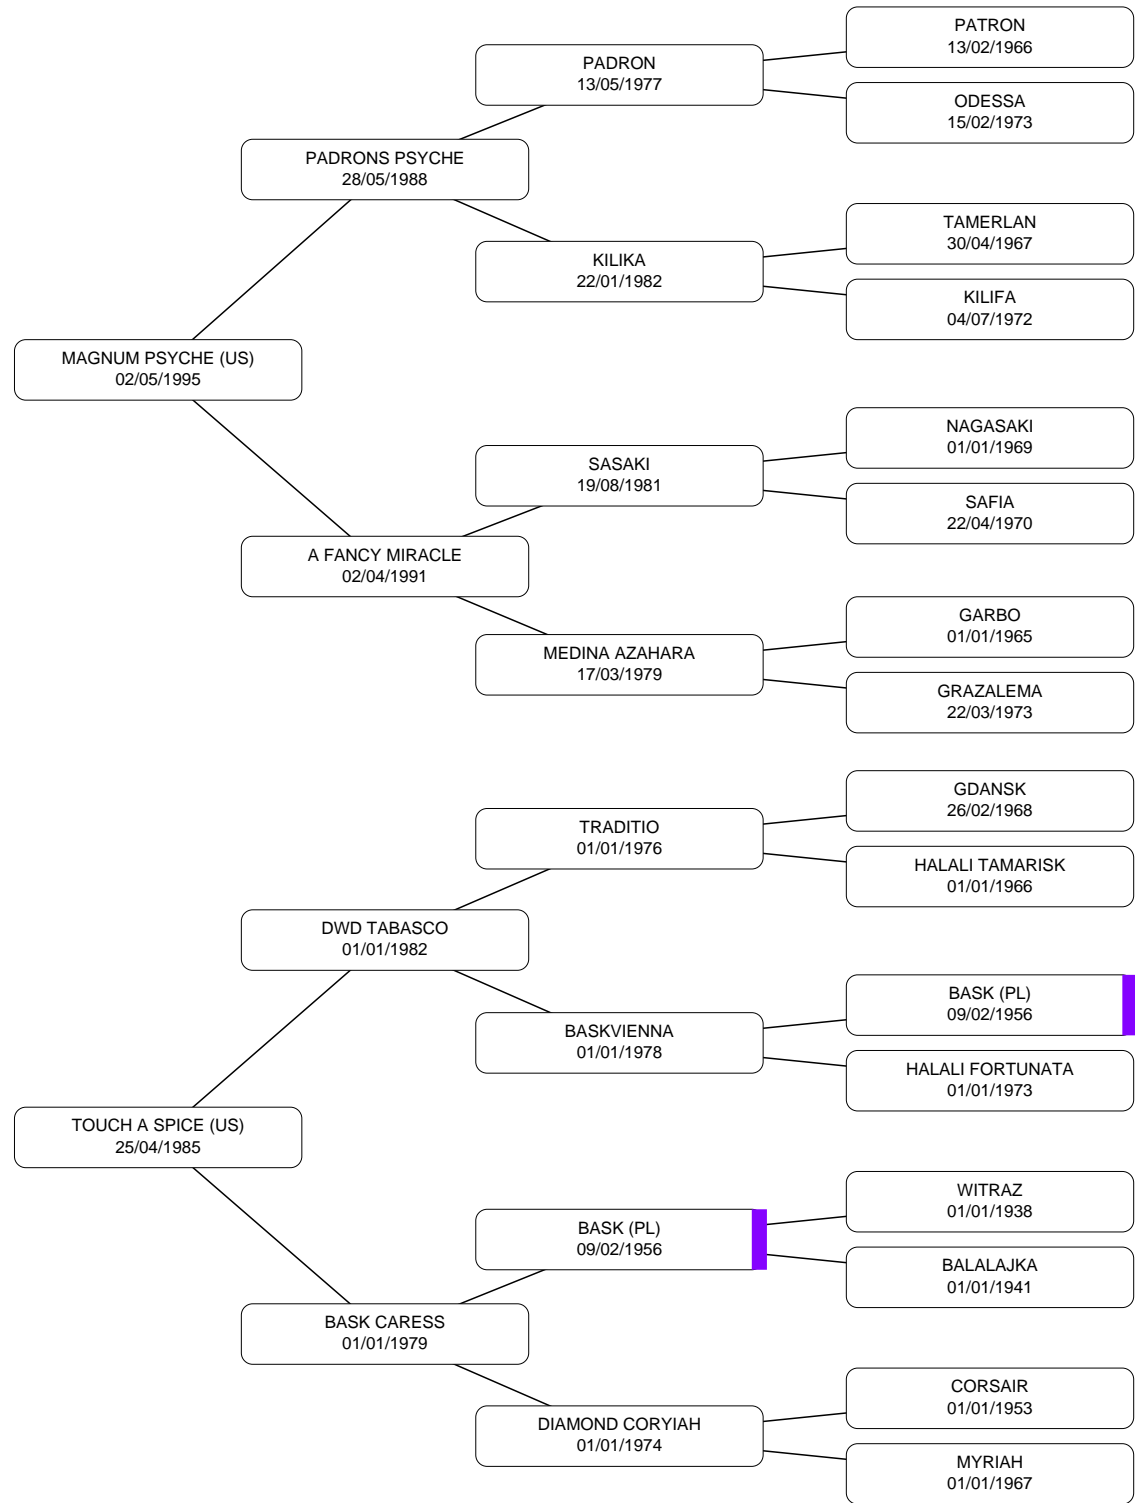 PATRON
13/02/1966
PADRON
13/05/1977
ODESSA
15/02/1973
PADRONS PSYCHE
28/05/1988
TAMERLAN
30/04/1967
KILIKA
22/01/1982
KILIFA
04/07/1972
MAGNUM PSYCHE (US)
02/05/1995
NAGASAKI
01/01/1969
SASAKI
19/08/1981
SAFIA
22/04/1970
A FANCY MIRACLE
02/04/1991
GARBO
01/01/1965
MEDINA AZAHARA
17/03/1979
GRAZALEMA
22/03/1973
GDANSK
26/02/1968
TRADITIO
01/01/1976
HALALI TAMARISK
01/01/1966
DWD TABASCO
01/01/1982
BASK (PL)
09/02/1956
BASKVIENNA
01/01/1978
HALALI FORTUNATA
01/01/1973
TOUCH A SPICE (US)
25/04/1985
WITRAZ
01/01/1938
BASK (PL)
09/02/1956
BALALAJKA
01/01/1941
BASK CARESS
01/01/1979
CORSAIR
01/01/1953
DIAMOND CORYIAH
01/01/1974
MYRIAH
01/01/1967